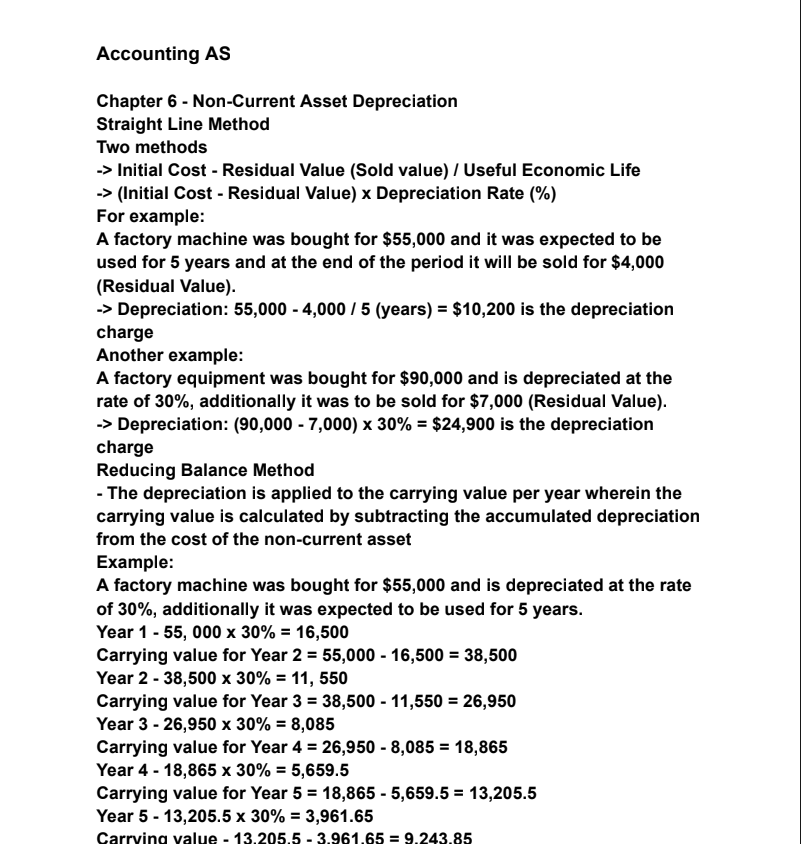 Accounting AS
Chapter 6 - Non-Current Asset Depreciation
Straight Line Method
Two methods
-> Initial Cost - Residual Value (Sold value) / Useful Economic Life
-> (Initial Cost - Residual Value) x Depreciation Rate (%)
For example:
A factory machine was bought for $55,000 and it was expected to be
used for 5 years and at the end of the period it will be sold for $4,000
(Residual Value).
-> Depreciation: 55,000 - 4,000 / 5 (years) = $10,200 is the depreciation
charge
Another example:
A factory equipment was bought for $90,000 and is depreciated at the
rate of 30%, additionally it was to be sold for $7,000 (Residual Value).
-> Depreciation: (90,000 - 7,000) x 30% = $24,900 is the depreciation
charge
Reducing Balance Method
- The depreciation is applied to the carrying value per year wherein the
carrying value is calculated by subtracting the accumulated depreciation
from the cost of the non-current asset
Example:
A factory machine was bought for $55,000 and is depreciated at the rate
of 30%, additionally it was expected to be used for 5 years.
Year 1 - 55, 000 x 30% = 16,500
Carrying value for Year 2 = 55,000 - 16,500 = 38,500
Year 2 - 38,500 x 30% = 11, 550
Carrying value for Year 3 = 38,500 - 11,550 = 26,950
Year 3 - 26,950 x 30% = 8,085
Carrying value for Year 4 = 26,950 - 8,085 = 18,865
Year 4 - 18,865 x 30% = 5,659.5
Carrying value for Year 5 = 18,865 - 5,659.5 = 13,205.5
Year 5 - 13,205.5 x 30% = 3,961.65
Carrying value - 13,205.5 - 3,961.65 = 9,243.85